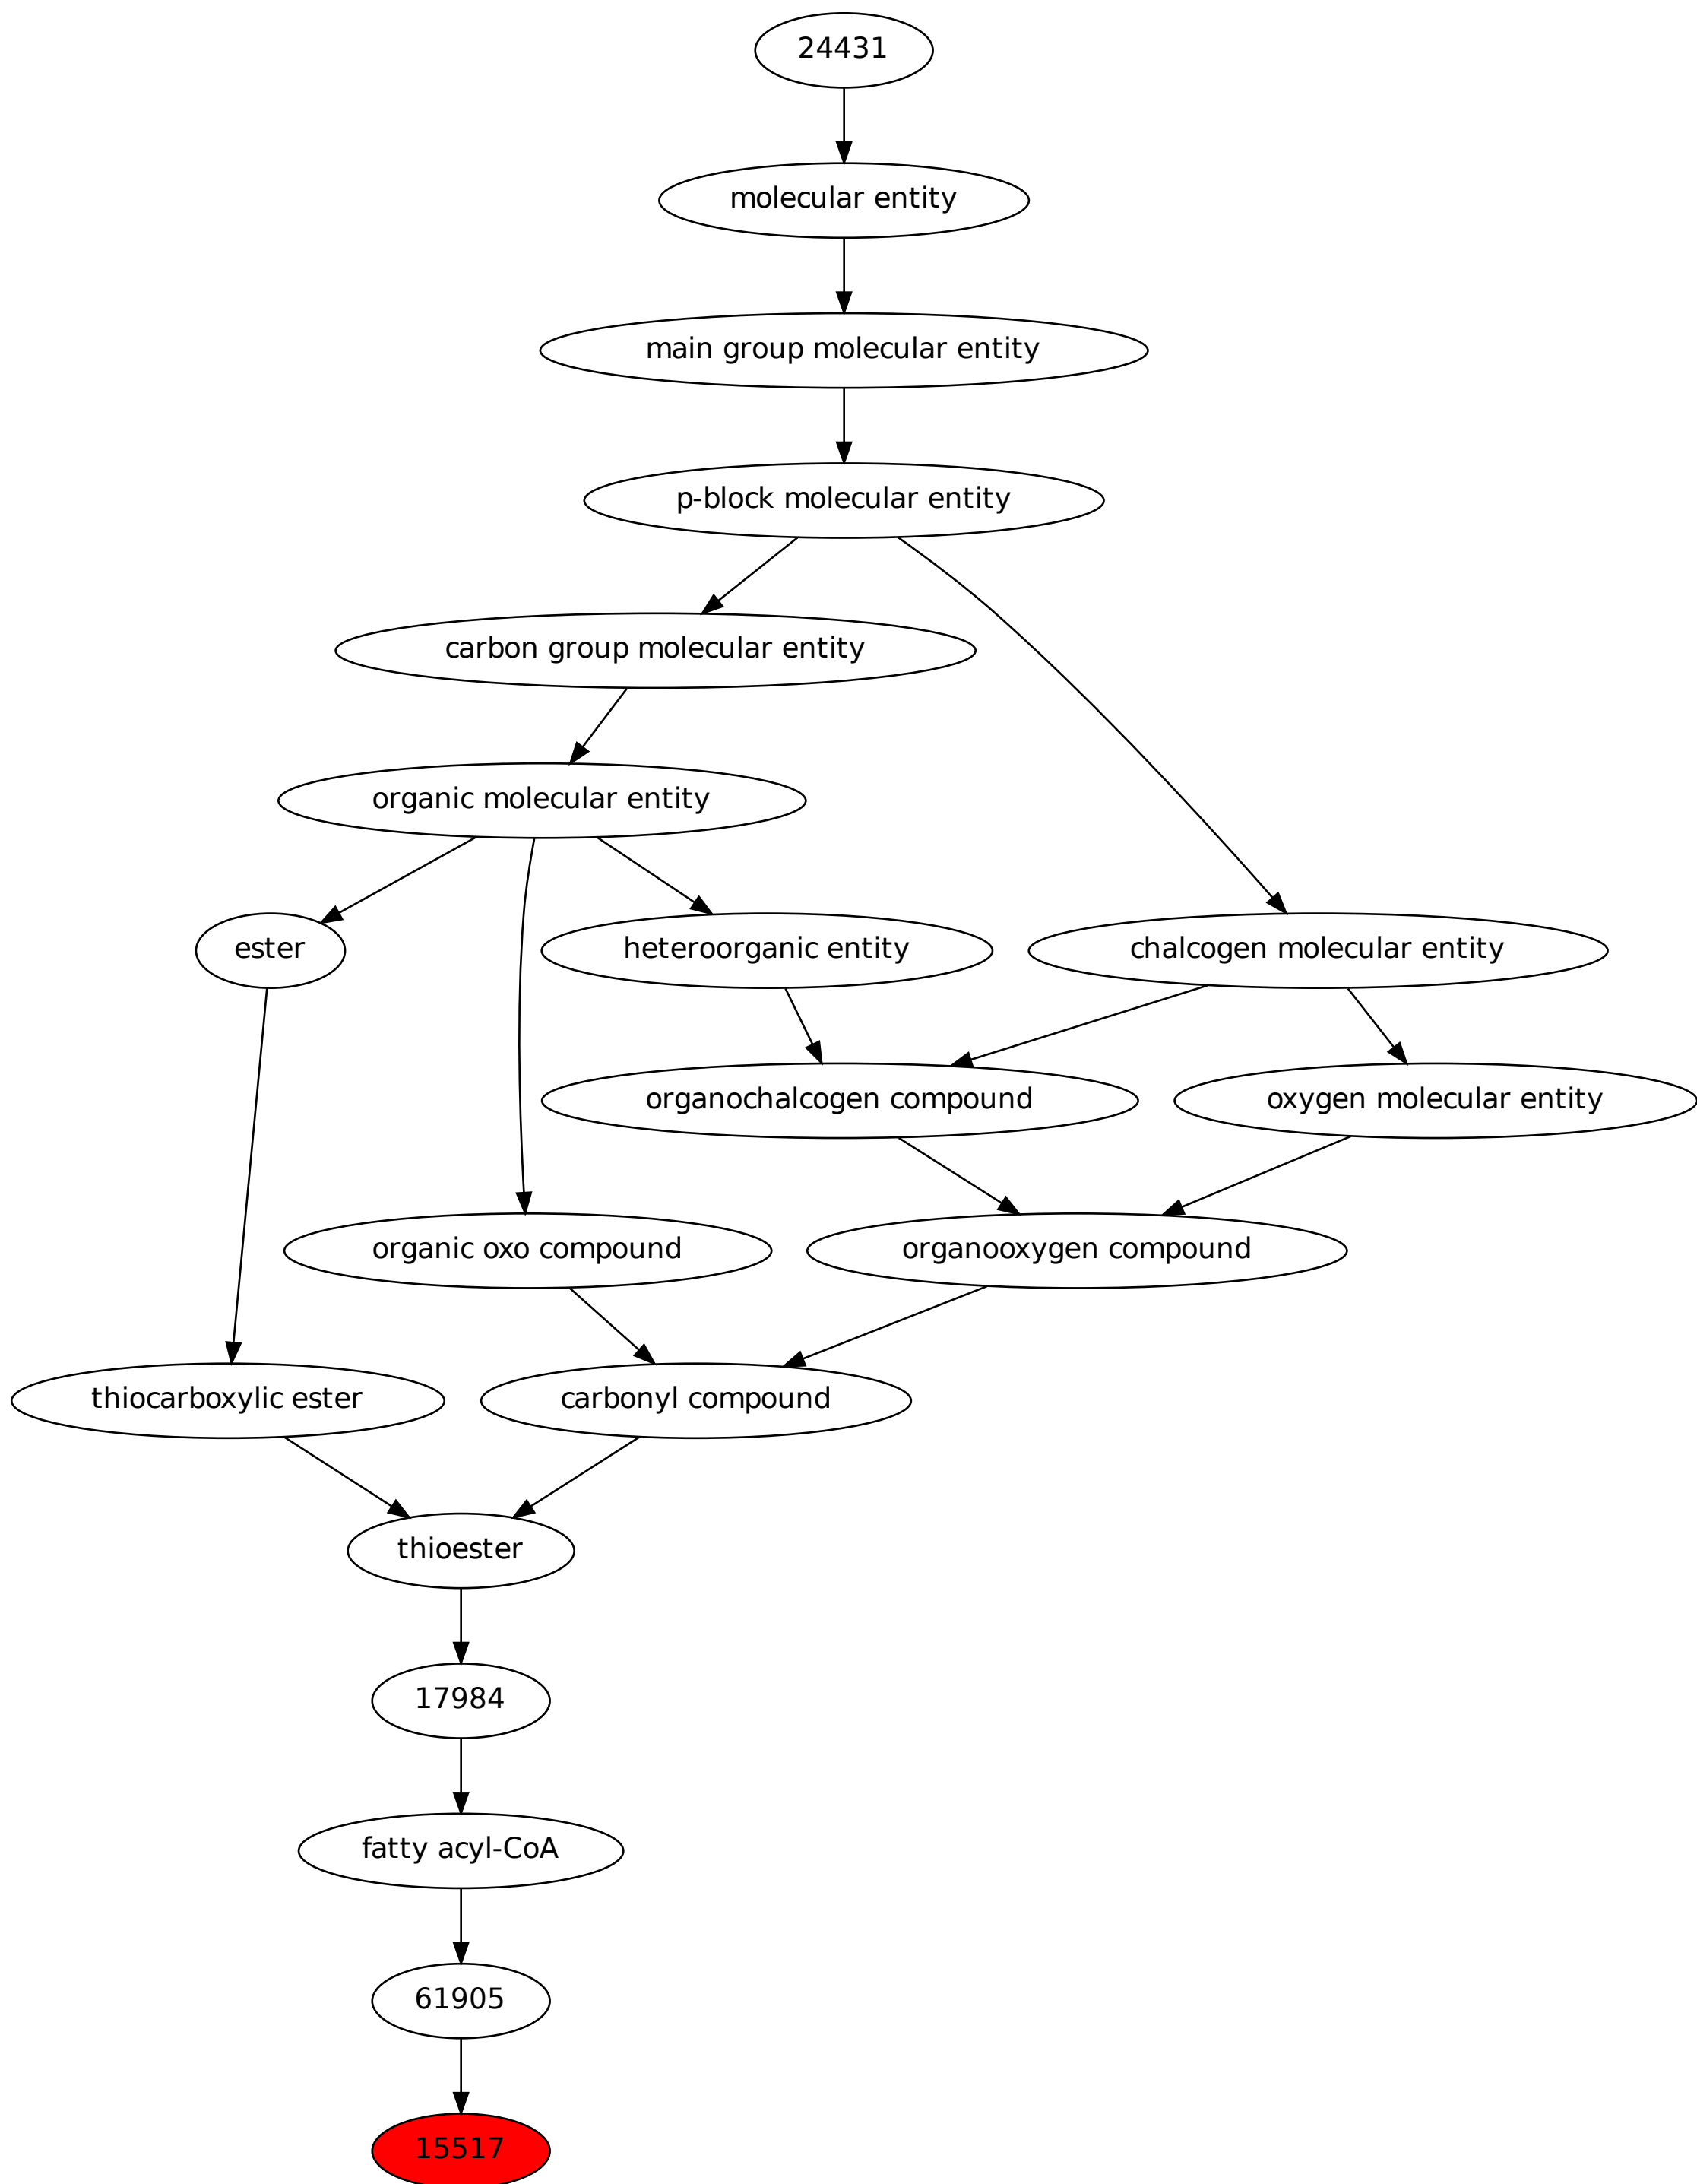 24431
molecular entity
main group molecular entity
p-block molecular entity
carbon group molecular entity
organic molecular entity
ester
heteroorganic entity
chalcogen molecular entity
organochalcogen compound
oxygen molecular entity
organic oxo compound
organooxygen compound
thiocarboxylic ester
carbonyl compound
thioester
17984
fatty acyl-CoA
61905
15517